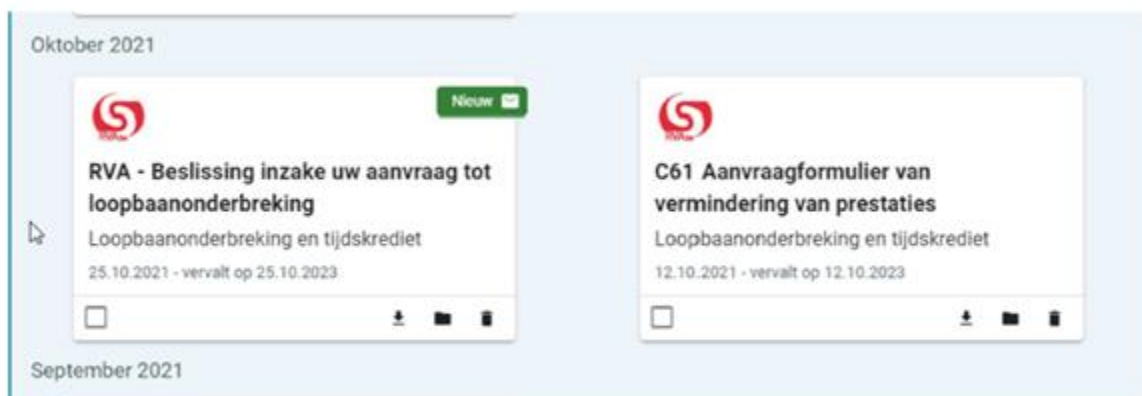 Oktober 2021
Nieuw
RVA - Beslissing inzake uw aanvraag tot
loopbaanonderbreking
Loopbaanonderbreking en tijdskrediet
25.10.2021 - vervalt op 25.10.2023
C61 Aanvraagformulier van
vermindering van prestaties
Loopbaanonderbreking en tijdskrediet
12.10.2021 - vervalt op 12.10.2023
September 2021